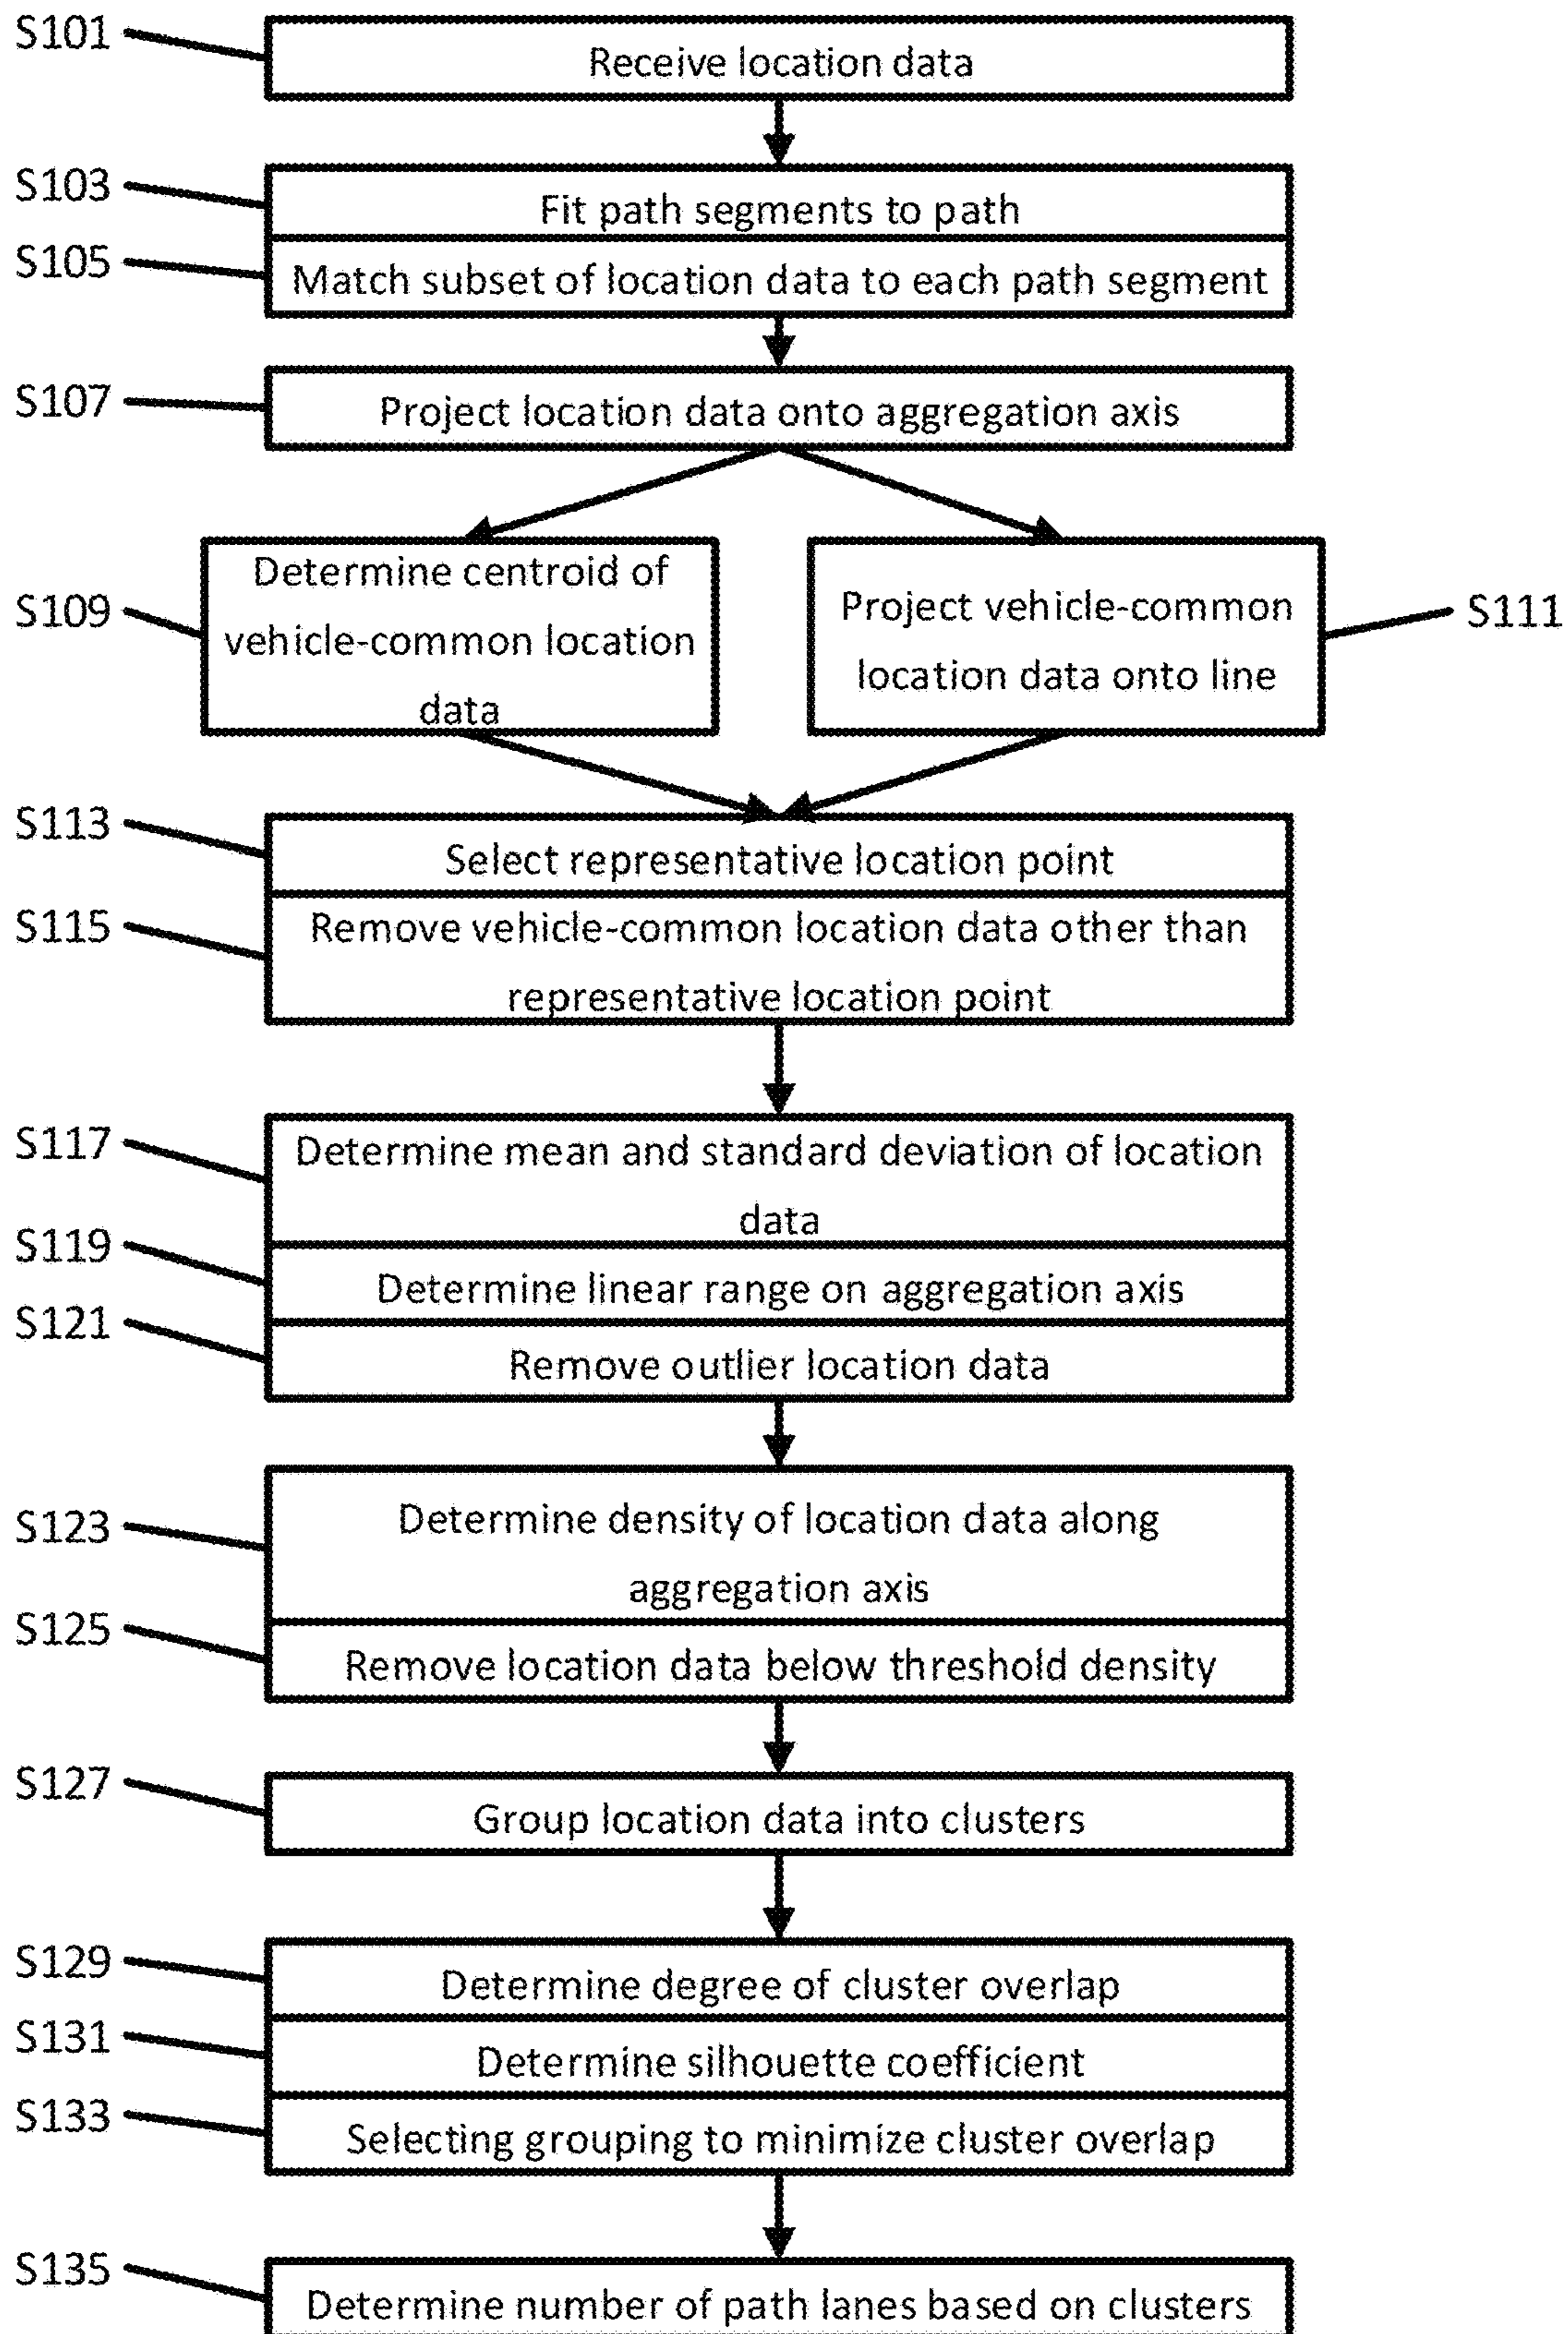 S101
Receive location data
S103
Fit path segments to path
S105
Match subset of location data to each path segment
S107
Project location data onto aggregation axis
S109
Determine centroid of
vehicle-common location
data
Project vehicle-common
location data onto line
S111
S113
Select representative location point
S115
Remove vehicle-common location data other than
representative location point
S117
Determine mean and standard deviation of location
data
S119
Determine linear range on aggregation axis
S121
Remove outlier location data
S123
Determine density of location data along
aggregation axis
S125
Remove location data below threshold density
S127
Group location data into clusters
S129
Determine degree of cluster overlap
S131
Determine silhouette coefficient
S133
Selecting grouping to minimize cluster overlap
S135
Determine number of path lanes based on clusters